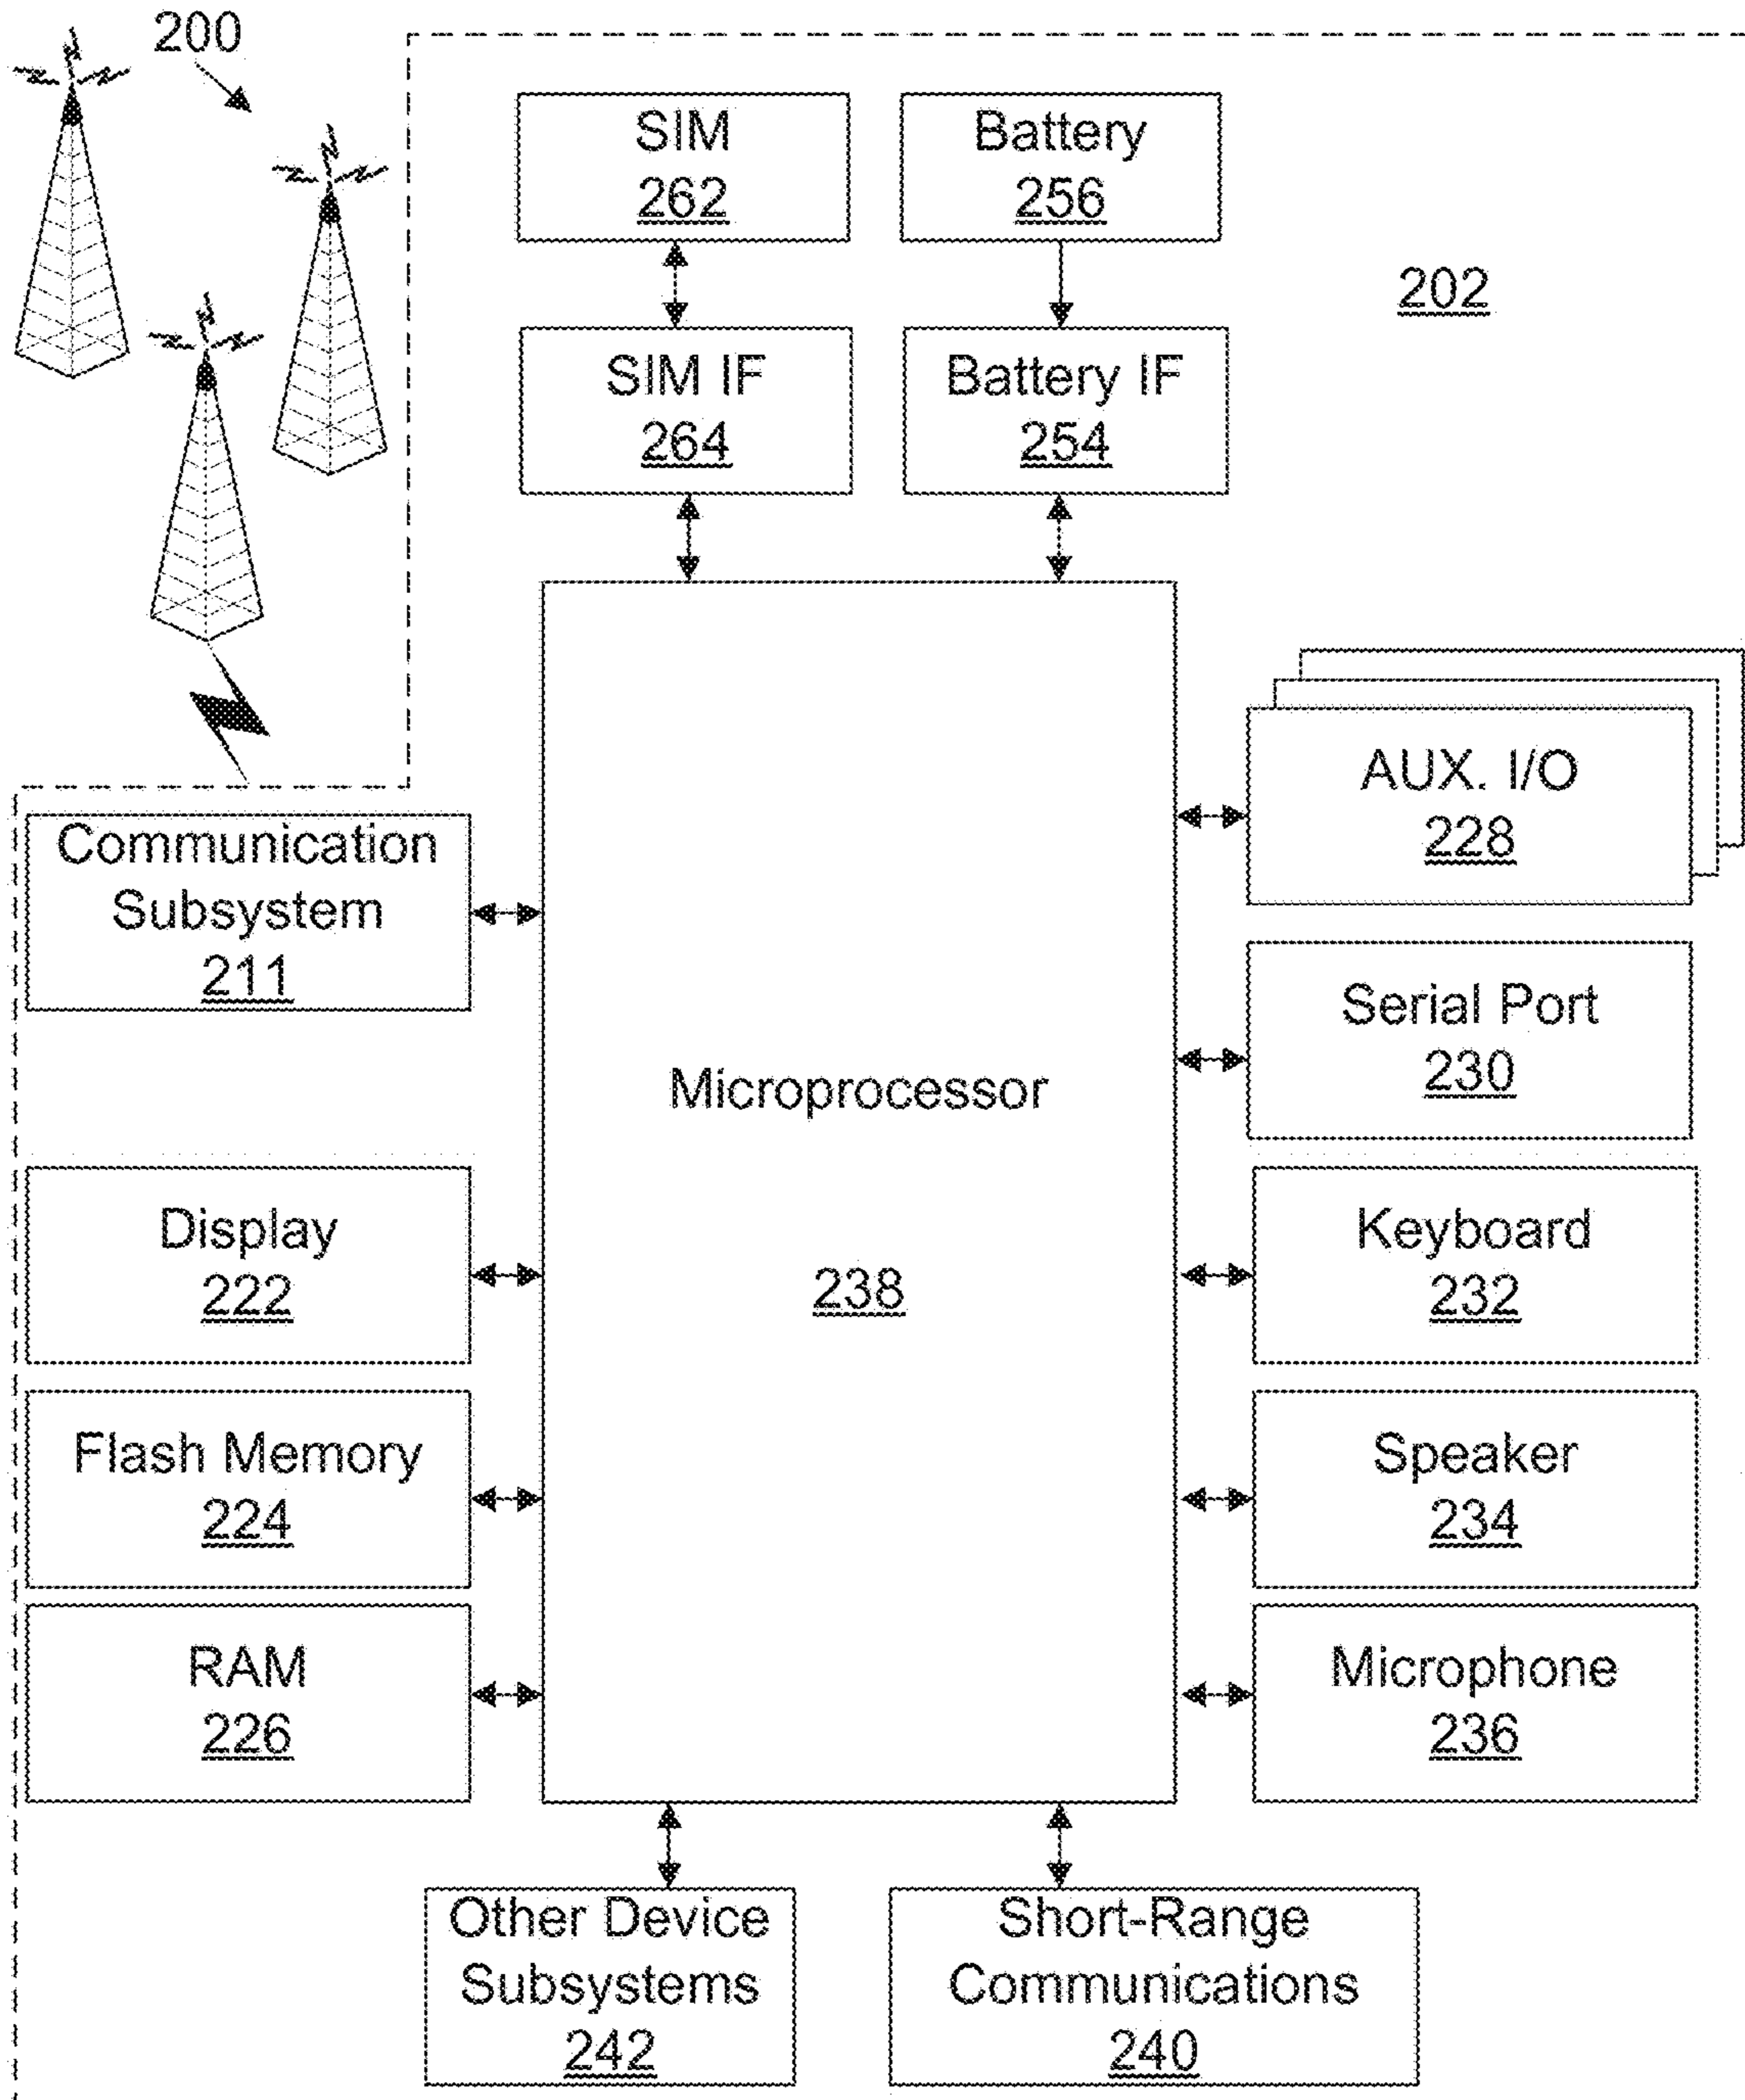 200
SIM
262
Battery
256
202
SIM IF
264
Battery IF
254
AUX. I/O
228
Communication
Subsystem
211
Serial Port
230
Microprocessor
238
Display
222
Keyboard
232
Flash Memory
224
Speaker
234
RAM
226
Microphone
236
Other Device
Subsystems
242
Short-Range
Communications
240